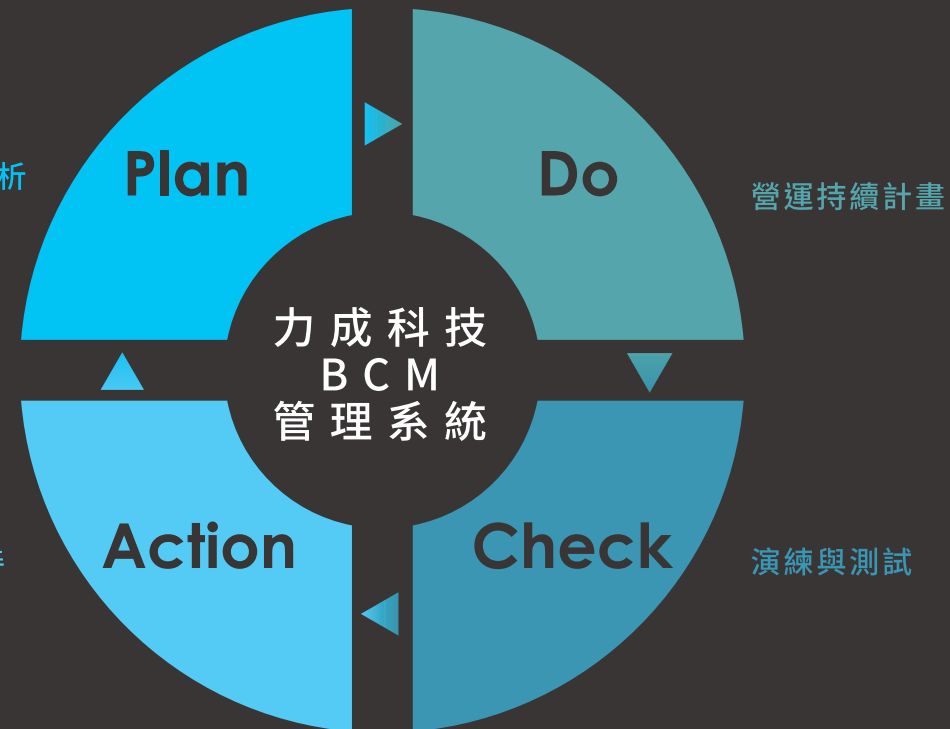 Plan
Do
析
營運持續計畫
力成科技
BCM
管理系統
Action
Check
演練與測試